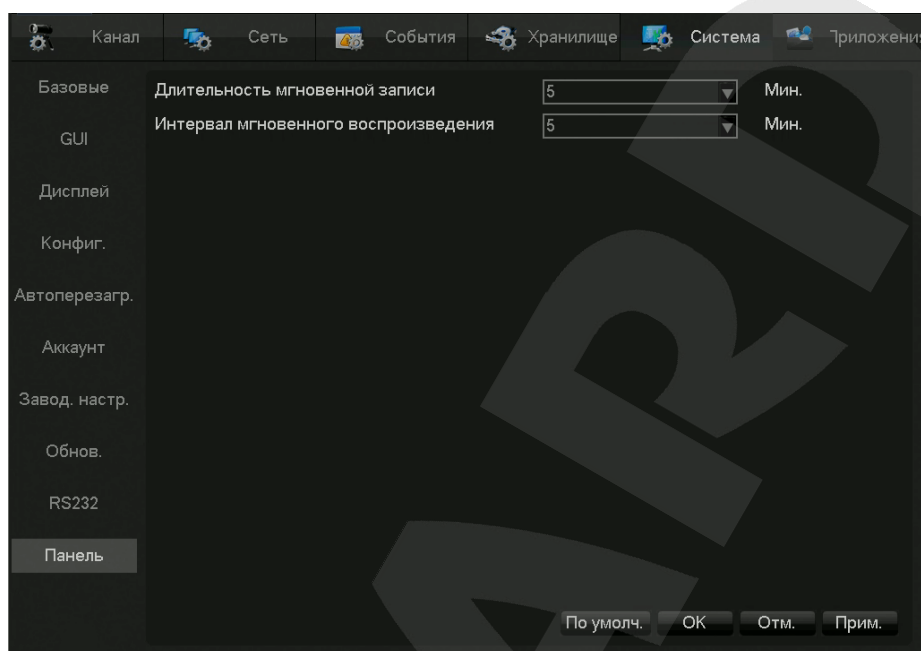 Канал Сеть События Хранилище Система Приложения
Базовые
GUI
Дисплей
Конфиг.
Автоперезагр.
Аккаунт
Завод. настр.
Обнов.
RS232
Панель
Длительность мгновенной записи 5 Мин.
Интервал мгновенного воспроизведения 5 Мин.
По умолч. OK Отм. Прим.